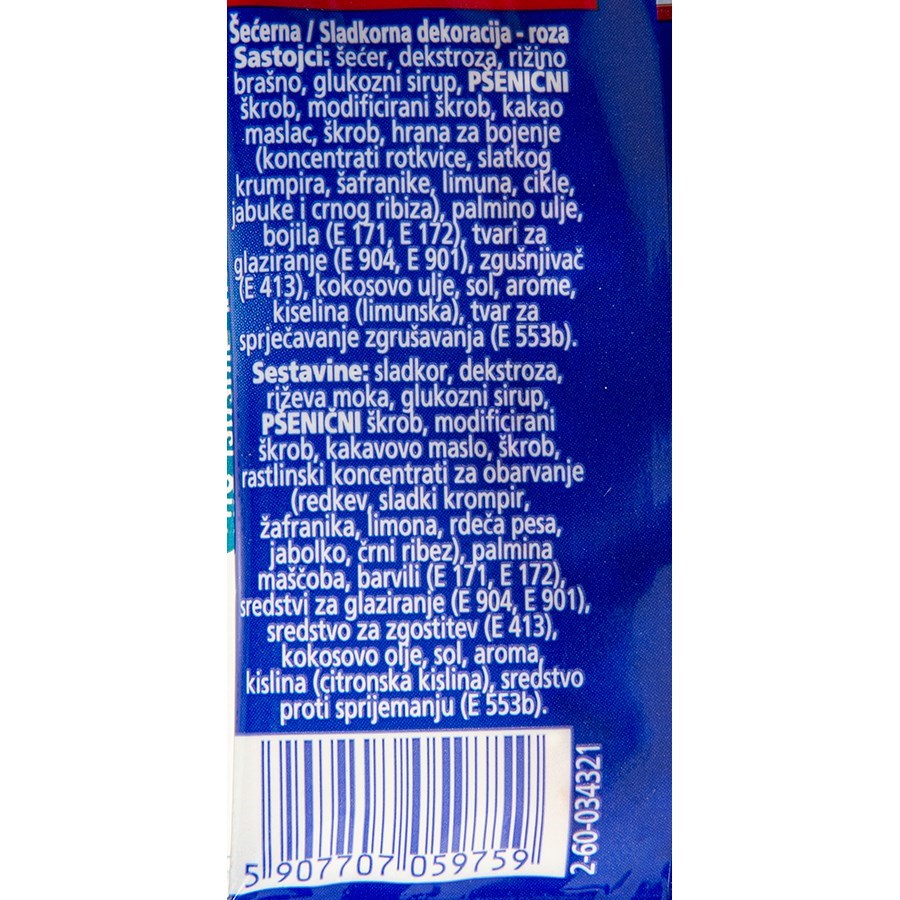 Šećerna / Sladkorna dekoracija - roza
Sastojci: šećer, dekstroza, rižino
brašno, glukozni sirup, PŠENIČNI
škrob, modificirani škrob, kakao
maslac, škrob, hrana za bojenje
(koncentrati rotkvice, slatkog
krumpira, šafranike, limuna, cikle,
jabuke i crnog ribiza), palmino ulje,
bojila (E 171, E 172), tvari za
glaziranje (E 904, E 901), zgušnjivač
(E 413), kokosovo ulje, sol, arome,
kiselina (limunska), tvar za
sprječavanje zgrušavanja (E 553b).
Sestavine: sladkor, dekstroza,
riževa moka, glukozni sirup,
PŠENIČNI škrob, modificirani
škrob, kakavovo maslo, škrob,
rastlinski koncentrati za obarvanje
(redkev, sladki krompir,
žafranika, limona, rdeča pesa,
jabolko, črni ribez), palmina
maščoba, barvili (E 171, E 172),
sredstvi za glaziranje (E 904, E 901),
sredstvo za zgostitev (E 413),
kokosovo olje, sol, aroma,
kislina (citronska kislina), sredstvo
proti sprijemanju (E 553b).
5 907707 059759
2-60-034321